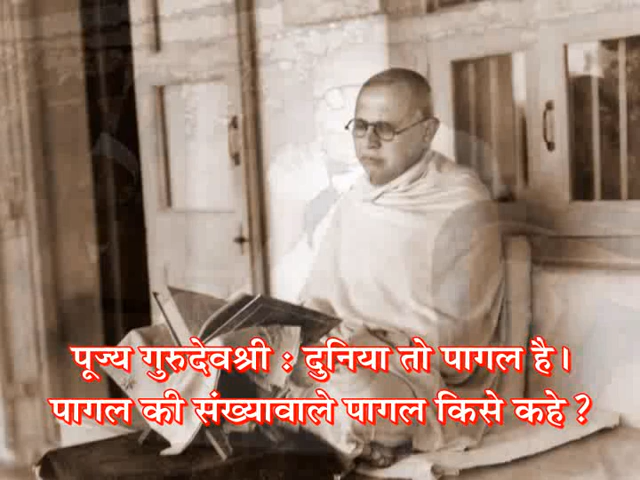 पूज्य गुरुदेवश्री : दुनिया तो पागल है।
पागल की संख्यावाले पागल किसे कहे ?